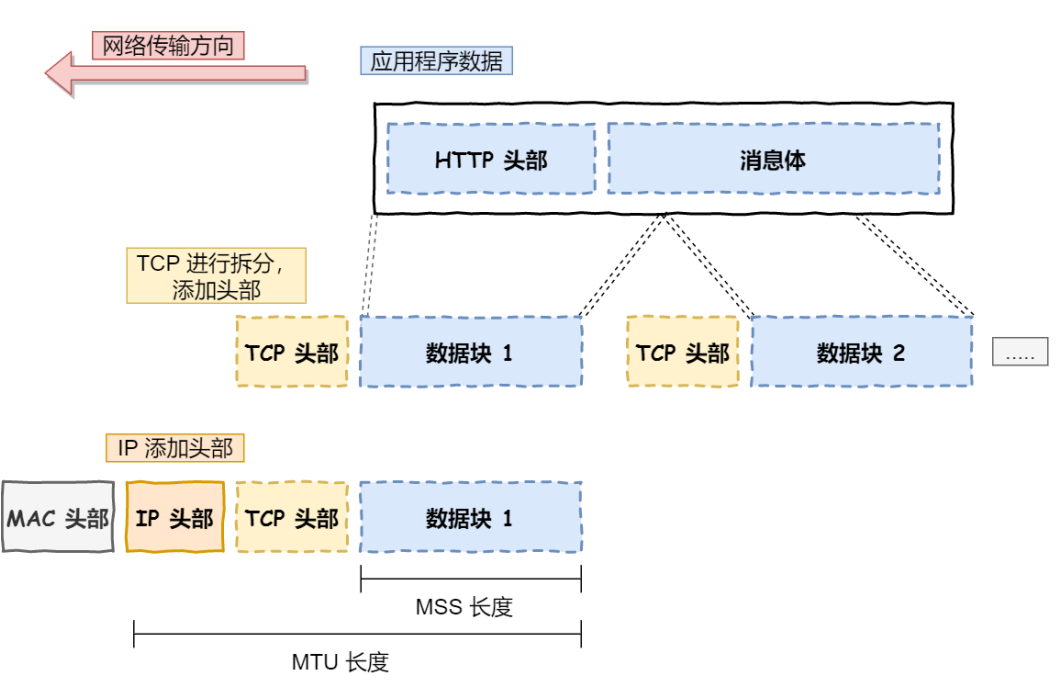 网络传输方向
应用程序数据
HTTP 头部
消息体
TCP 进行拆分，
添加头部
TCP 头部
数据块 1
TCP 头部
数据块 2
.....
IP 添加头部
MAC 头部
IP 头部
TCP 头部
数据块 1
MSS 长度
MTU 长度